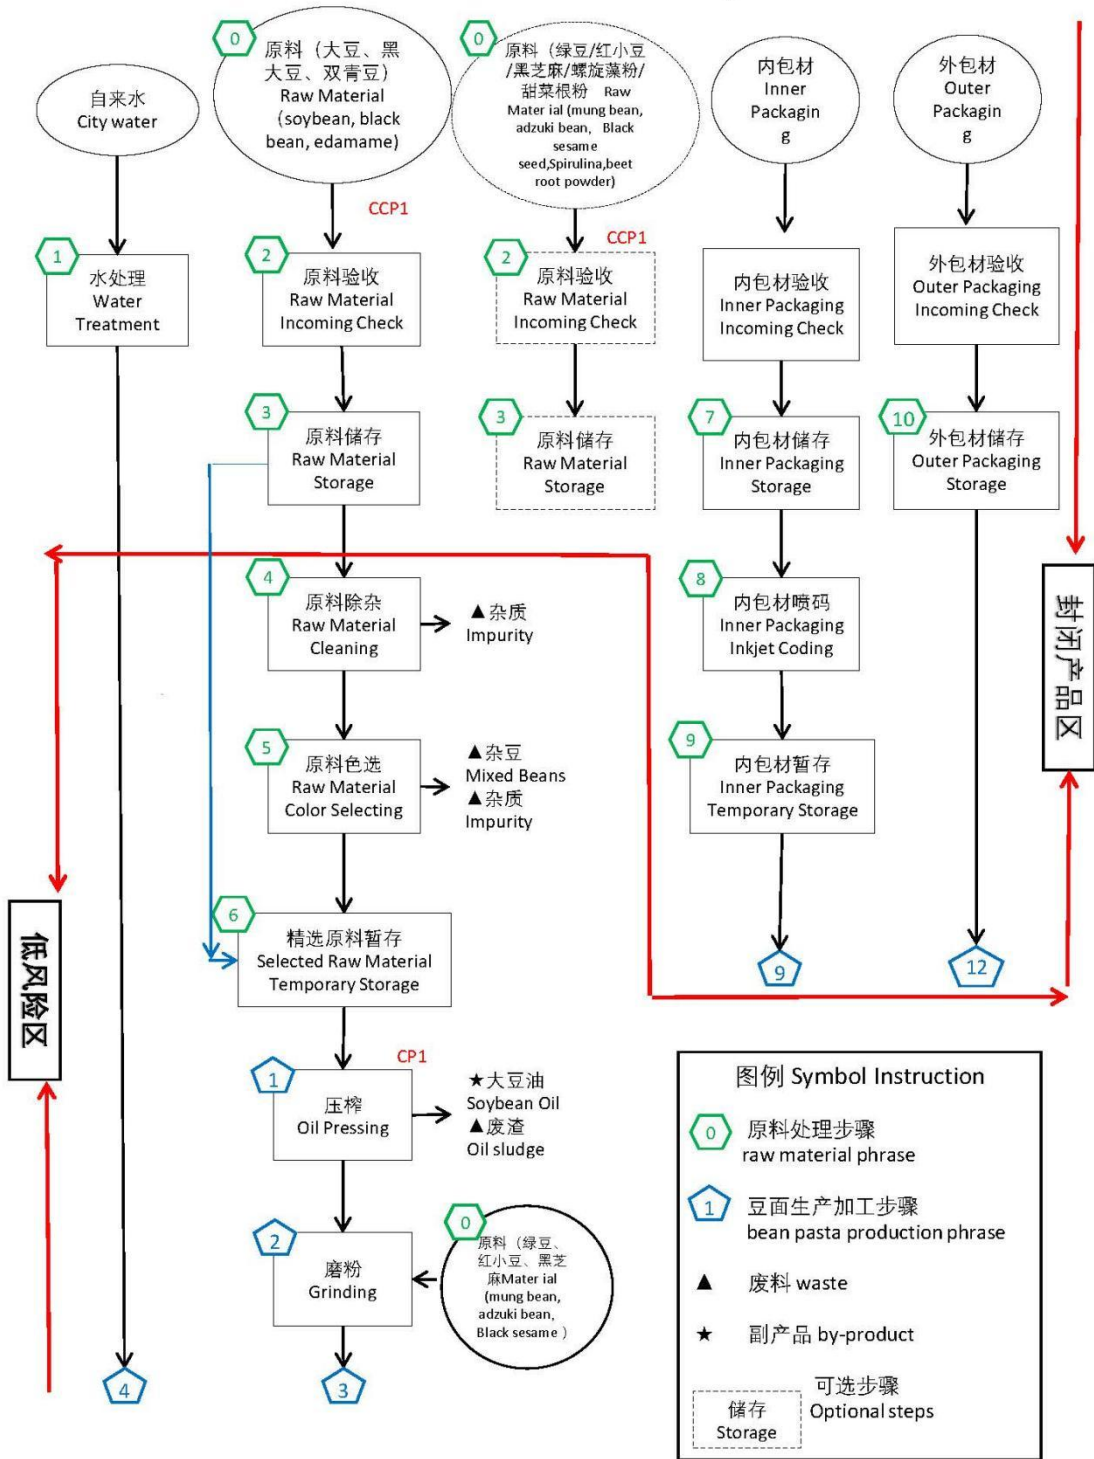 0
原料（大豆、黑
大豆、双青豆）
Raw Material
（soybean, black
bean, edamame）
0
原料（绿豆/红小豆
/黑芝麻/螺旋藻粉/
甜菜根粉 Raw
Mater ial (mung bean,
adzuki bean, Black
sesame
seed,Spirulina,beet
root powder)
内包材
Inner
Packagin
g
外包材
Outer
Packagin
g
自来水
City water
CCP1
CCP1
1
水处理
Water
Treatment
2
原料验收
Raw Material
Incoming Check
2
原料验收
Raw Material
Incoming Check
内包材验收
Inner Packaging
Incoming Check
外包材验收
Outer Packaging
Incoming Check
3
原料储存
Raw Material
Storage
3
原料储存
Raw Material
Storage
7
内包材储存
Inner Packaging
Storage
10
外包材储存
Outer Packaging
Storage
4
原料除杂
Raw Material
Cleaning
▲杂质
Impurity
8
内包材喷码
Inner Packaging
Inkjet Coding
封闭产品区
5
原料色选
Raw Material
Color Selecting
▲杂豆
Mixed Beans
▲杂质
Impurity
9
内包材暂存
Inner Packaging
Temporary Storage
低风险区
6
精选原料暂存
Selected Raw Material
Temporary Storage
9
12
CP1
1
压榨
Oil Pressing
★大豆油
Soybean Oil
▲废渣
Oil sludge
2
磨粉
Grinding
0
原料（绿豆、
红小豆、黑芝
麻Mater ial
(mung bean,
adzuki bean,
Black sesame ）
4
3
图例 Symbol Instruction
0
原料处理步骤
raw material phrase
1
豆面生产加工步骤
bean pasta production phrase
▲ 废料 waste
★ 副产品 by-product
储存
Storage
可选步骤
Optional steps